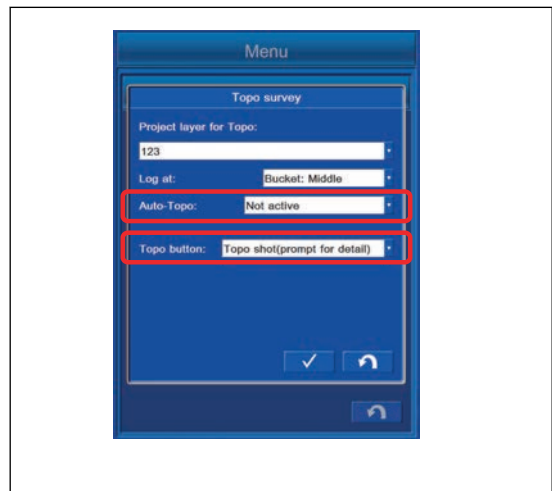 Menu
Topo survey
Project layer for Topo:
123
Log at: Bucket: Middle
Auto-Topo: Not active
Topo button: Topo shot(prompt for detail)